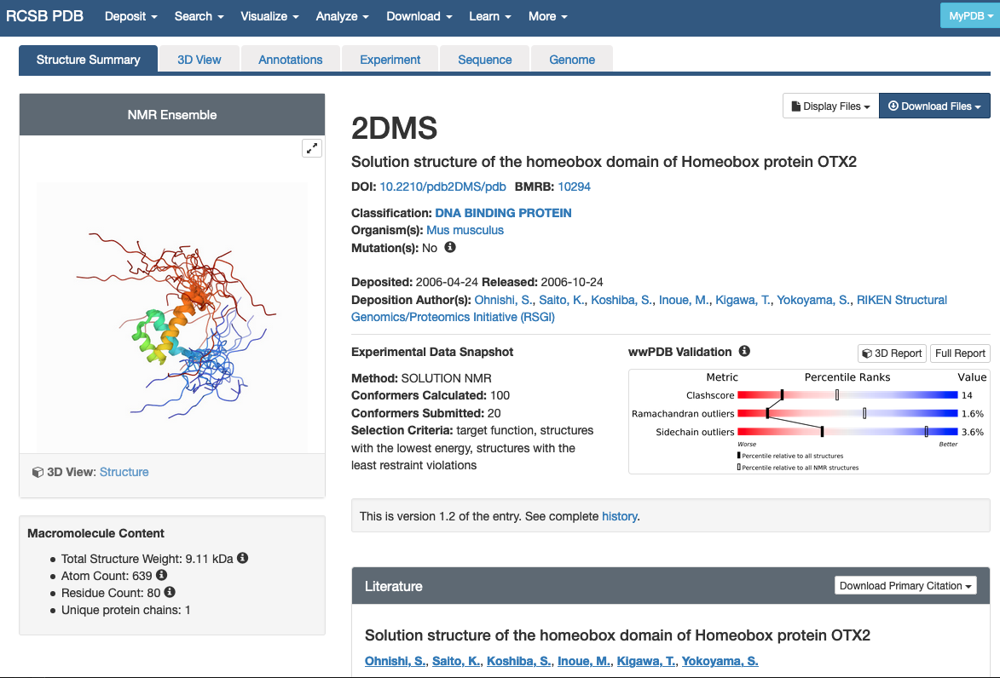 RCSB PDB Deposit Search Visualize Analyze Download Learn More MyPDB
Structure Summary 3D View Annotations Experiment Sequence Genome
NMR Ensemble
Display Files Download Files
2DMS
Solution structure of the homeobox domain of Homeobox protein OTX2
DOI: 10.2210/pdb2DMS/pdb BMRB: 10294
Classification: DNA BINDING PROTEIN
Organism(s): Mus musculus
Mutation(s): No
Deposited: 2006-04-24 Released: 2006-10-24
Deposition Author(s): Ohnishi, S., Saito, K., Koshiba, S., Inoue, M., Kigawa, T., Yokoyama, S., RIKEN Structural
Genomics/Proteomics Initiative (RSGI)
Experimental Data Snapshot
Method: SOLUTION NMR
Conformers Calculated: 100
Conformers Submitted: 20
Selection Criteria: target function, structures
with the lowest energy, structures with the
least restraint violations
wwPDB Validation 3D Report Full Report
Metric Percentile Ranks Value
Clashscore 14
Ramachandran outliers 1.6%
Sidechain outliers 3.6%
Worse Better
Percentile relative to all structures
Percentile relative to all NMR structures
3D View: Structure
This is version 1.2 of the entry. See complete history.
Macromolecule Content
• Total Structure Weight: 9.11 kDa
• Atom Count: 639
• Residue Count: 80
• Unique protein chains: 1
Literature Download Primary Citation
Solution structure of the homeobox domain of Homeobox protein OTX2
Ohnishi, S., Saito, K., Koshiba, S., Inoue, M., Kigawa, T., Yokoyama, S.